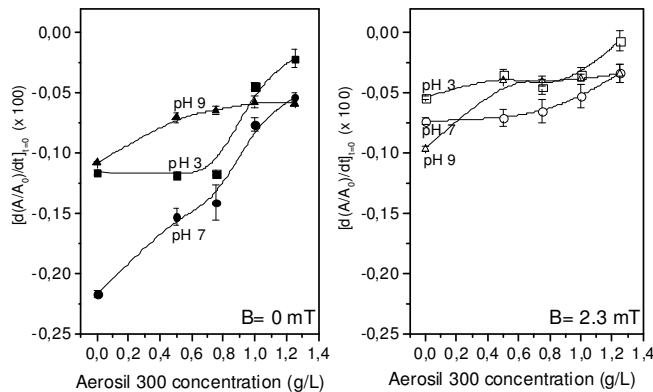 0,00
-0,05
-0,10
-0,15
-0,20
-0,25
[d(A/A0)/dt]t=0 (x 100)
pH 9
pH 3
pH 7
B= 0 mT
0,0 0,2 0,4 0,6 0,8 1,0 1,2 1,4
Aerosil 300 concentration (g/L)
0,00
-0,05
-0,10
-0,15
-0,20
-0,25
[d(A/A0)/dt]t=0 (x 100)
pH 3
pH 7
pH 9
B= 2.3 mT
0,0 0,2 0,4 0,6 0,8 1,0 1,2 1,4
Aerosil 300 concentration (g/L)